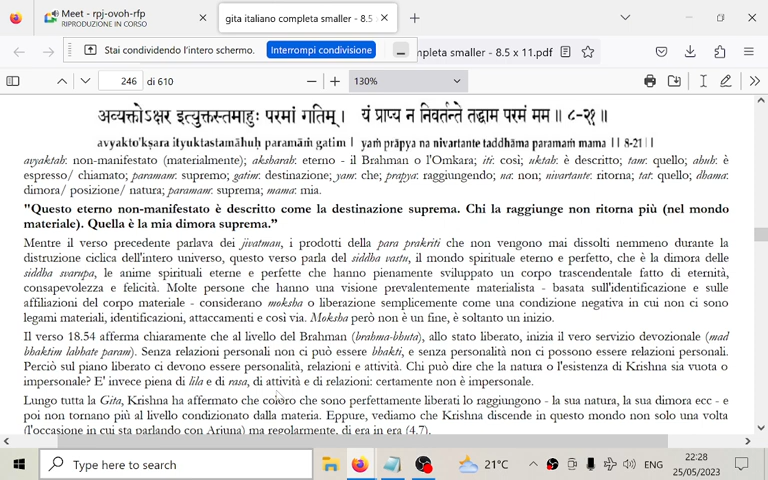 Meet - rpj-ovoh-rfp
RIPRODUZIONE IN CORSO
gita italiano completa smaller - 8.5
Stai condividendo l'intero schermo.
Interrompi condivisione
mpleta smaller - 8.5 x 11.pdf
246 di 610
130%
अव्यक्तोऽक्षर इत्युक्तस्तमाहुः परमां गतिम्। यं प्राप्य न निवर्तन्ते तद्धाम परमं मम॥ ८-२१॥
avyakto'kṣara ityuktastamāhuḥ paramāṁ gatim | yaṁ prāpya na nivartante taddhāma paramaṁ mama || 8-21||
avyaktah: non-manifestato (materialmente); aksharah: eterno - il Brahman o l'Omkara; iti: così; uktah: è descritto; tam: quello; ahuh: è
espresso/ chiamato; paramam: supremo; gatim: destinazione; yam: che; prapya: raggiungendo; na: non; nivartante: ritorna; tat: quello; dhama:
dimora/ posizione/ natura; paramam: suprema; mama: mia.
"Questo eterno non-manifestato è descritto come la destinazione suprema. Chi la raggiunge non ritorna più (nel mondo
materiale). Quella è la mia dimora suprema."
Mentre il verso precedente parlava dei jivatman, i prodotti della para prakriti che non vengono mai dissolti nemmeno durante la
distruzione ciclica dell'intero universo, questo verso parla del siddha vastu, il mondo spirituale eterno e perfetto, che è la dimora delle
siddha svarupa, le anime spirituali eterne e perfette che hanno pienamente sviluppato un corpo trascendentale fatto di eternità,
consapevolezza e felicità. Molte persone che hanno una visione prevalentemente materialista - basata sull'identificazione e sulle
affiliazioni del corpo materiale - considerano moksha o liberazione semplicemente come una condizione negativa in cui non ci sono
legami materiali, identificazioni, attaccamenti e così via. Moksha però non è un fine, è soltanto un inizio.
Il verso 18.54 afferma chiaramente che al livello del Brahman (brahma-bhuta), allo stato liberato, inizia il vero servizio devozionale (mad
bhaktim labhate param). Senza relazioni personali non ci può essere bhakti, e senza personalità non ci possono essere relazioni personali.
Perciò sul piano liberato ci devono essere personalità, relazioni e attività. Chi può dire che la natura o l'esistenza di Krishna sia vuota o
impersonale? E' invece piena di lila e di rasa, di attività e di relazioni: certamente non è impersonale.
Lungo tutta la Gita, Krishna ha affermato che coloro che sono perfettamente liberati lo raggiungono - la sua natura, la sua dimora ecc - e
poi non tornano più al livello condizionato dalla materia. Eppure, vediamo che Krishna discende in questo mondo non solo una volta
(l'occasione in cui sta parlando con Arjuna) ma regolarmente, di era in era (4.7).
Type here to search
21°C
ENG
22:28
25/05/2023